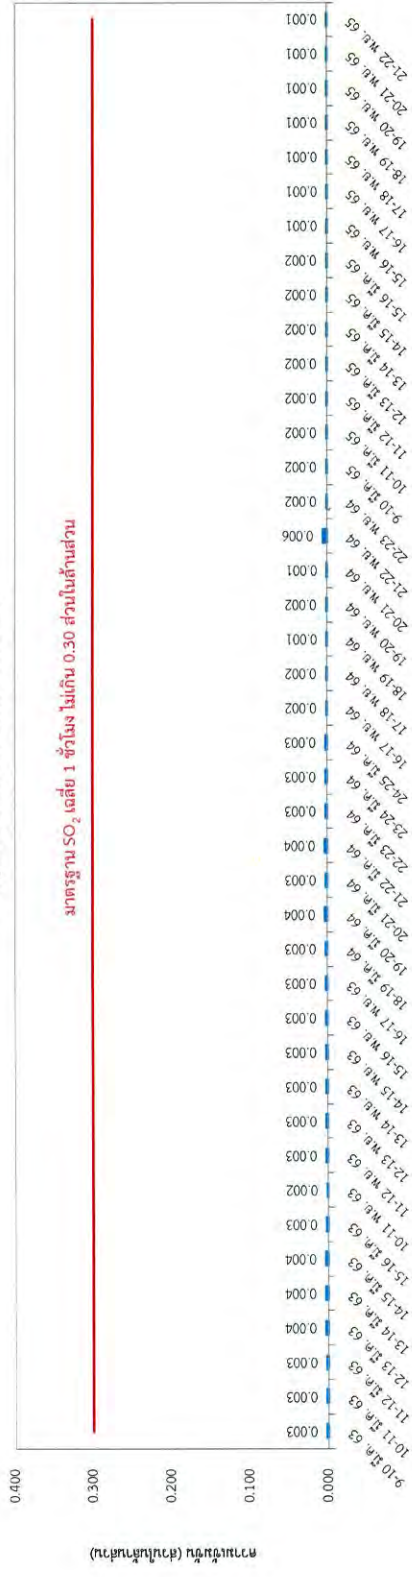 มาตรฐาน SO2 เฉลี่ย 1 ชั่วโมง ไม่เกิน 0.30 ส่วนในล้านส่วน
ความเข้มข้น (ส่วนในล้านส่วน)
0.400
0.300
0.200
0.100
0.000
0.003
0.003
0.003
0.004
0.004
0.004
0.003
0.002
0.003
0.003
0.003
0.003
0.003
0.003
0.003
0.004
0.003
0.004
0.003
0.003
0.003
0.002
0.002
0.001
0.002
0.001
0.006
0.002
0.002
0.002
0.002
0.002
0.002
0.002
0.002
0.001
0.001
0.001
0.001
0.001
0.001
0.001
9-10 มี.ค. 63
10-11 มี.ค. 63
11-12 มี.ค. 63
12-13 มี.ค. 63
13-14 มี.ค. 63
14-15 มี.ค. 63
15-16 มี.ค. 63
10-11 พ.ย. 63
11-12 พ.ย. 63
12-13 พ.ย. 63
13-14 พ.ย. 63
14-15 พ.ย. 63
15-16 พ.ย. 63
16-17 พ.ย. 63
18-19 มี.ค. 64
19-20 มี.ค. 64
20-21 มี.ค. 64
21-22 มี.ค. 64
22-23 มี.ค. 64
23-24 มี.ค. 64
24-25 มี.ค. 64
16-17 พ.ย. 64
17-18 พ.ย. 64
18-19 พ.ย. 64
19-20 พ.ย. 64
20-21 พ.ย. 64
21-22 พ.ย. 64
22-23 พ.ย. 64
9-10 มี.ค. 65
10-11 มี.ค. 65
11-12 มี.ค. 65
12-13 มี.ค. 65
13-14 มี.ค. 65
14-15 มี.ค. 65
15-16 มี.ค. 65
15-16 พ.ย. 65
16-17 พ.ย. 65
17-18 พ.ย. 65
18-19 พ.ย. 65
19-20 พ.ย. 65
20-21 พ.ย. 65
21-22 พ.ย. 65